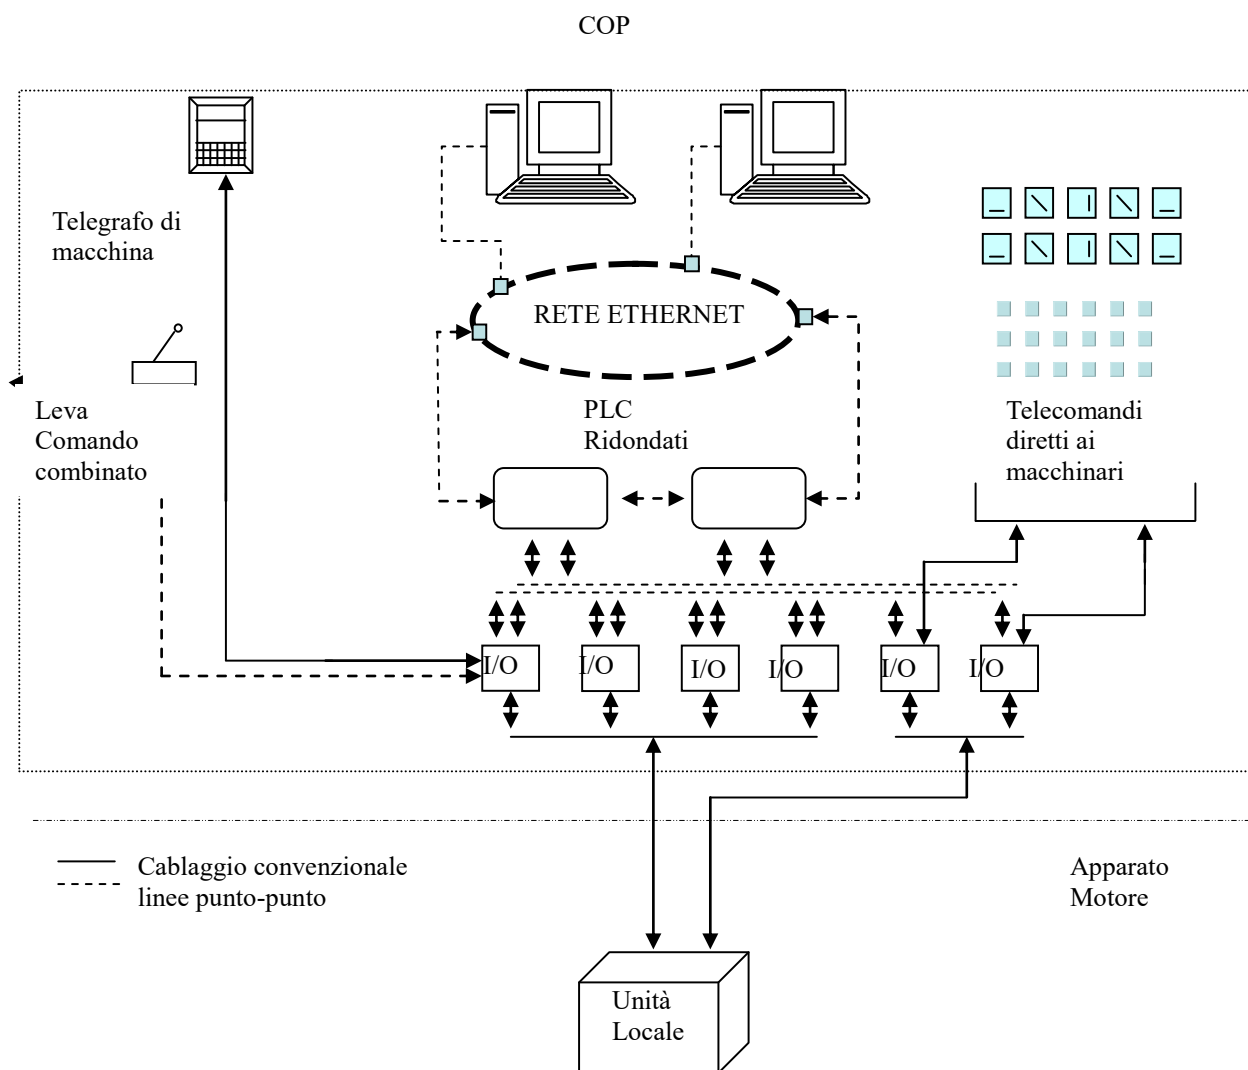 COP
Telegrafo di
macchina
RETE ETHERNET
Leva
Comando
combinato
PLC
Ridondati
Telecomandi
diretti ai
macchinari
I/O
I/O
I/O
I/O
I/O
I/O
Cablaggio convenzionale
linee punto-punto
Apparato
Motore
Unità
Locale